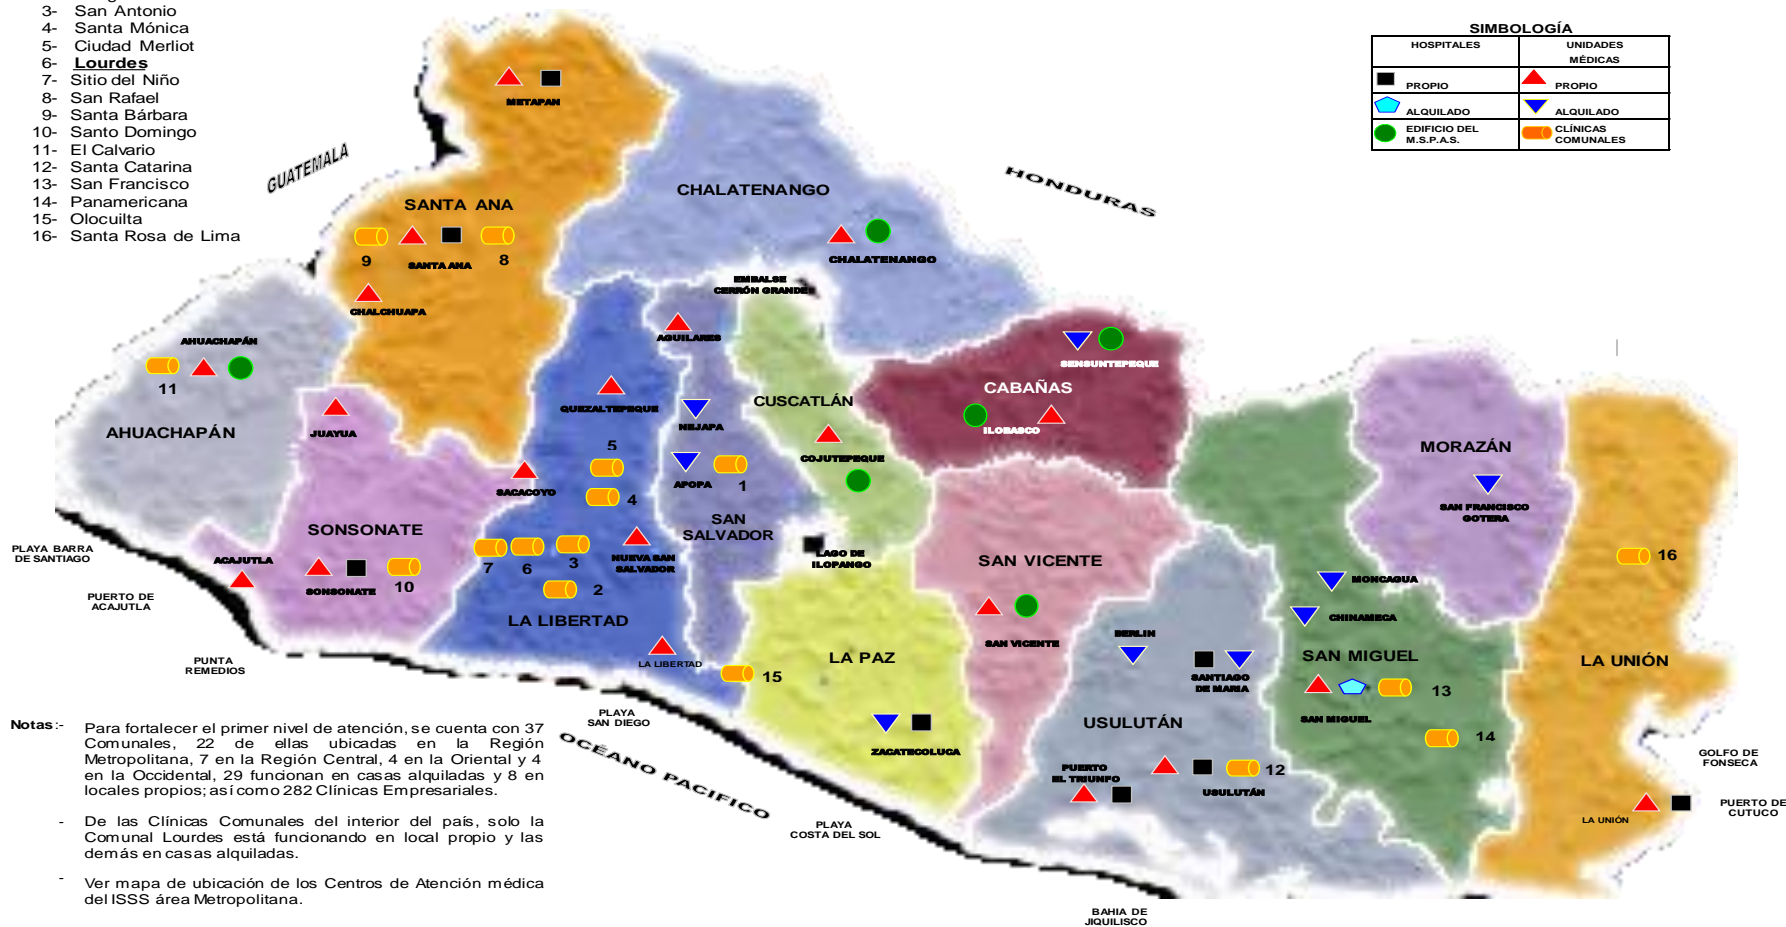 3- San Antonio
4- Santa Mónica
5- Ciudad Merliot
6- Lourdes
7- Sitio del Niño
8- San Rafael
9- Santa Bárbara
10- Santo Domingo
11- El Calvario
12- Santa Catarina
13- San Francisco
14- Panamericana
15- Olocuilta
16- Santa Rosa de Lima
SIMBOLOGÍA
HOSPITALES
UNIDADES
MÉDICAS
PROPIO
PROPIO
ALQUILADO
ALQUILADO
EDIFICIO DEL
M.S.P.A.S.
CLÍNICAS
COMUNALES
GUATEMALA
HONDURAS
METAPAN
SANTA ANA
9
SANTA ANA
8
CHALCHUAPA
CHALATENANGO
CHALATENANGO
EMBALSE
CERRÓN GRANDES
AHUACHAPÁN
11
AHUACHAPÁN
JUAYUA
SONSONATE
ACAJUTLA
SONSONATE
10
AGUILARES
QUEZALTEPEQUE
NEJAPA
5
4
SACACOYO
APOPA
1
SAN
SALVADOR
7
6
3
2
NUEVA SAN
SALVADOR
LA LIBERTAD
LA LIBERTAD
15
CUSCATLÁN
COJUTEPEQUE
LAGO DE
ILOPANGO
SENSUNTEPEQUE
CABAÑAS
ILOBASCO
SAN VICENTE
SAN VICENTE
LA PAZ
ZACATECOLUCA
BERLIN
SANTIAGO
DE MARIA
USULUTÁN
PUERTO
EL TRIUNFO
USULUTÁN
12
MORAZÁN
SAN FRANCISCO
GOTERA
MONCAGUA
CHINAMECA
SAN MIGUEL
SAN MIGUEL
13
14
16
LA UNIÓN
LA UNIÓN
PLAYA BARRA
DE SANTIAGO
PUERTO DE
ACAJUTLA
PUNTA
REMEDIOS
PLAYA
SAN DIEGO
OCÉANO PACIFICO
PLAYA
COSTA DEL SOL
BAHIA DE
JIQUILISCO
GOLFO DE
FONSECA
PUERTO DE
CUTUCO
Notas:- Para fortalecer el primer nivel de atención, se cuenta con 37
Comunales, 22 de ellas ubicadas en la Región
Metropolitana, 7 en la Región Central, 4 en la Oriental y 4
en la Occidental, 29 funcionan en casas alquiladas y 8 en
locales propios; así como 282 Clínicas Empresariales.
- De las Clínicas Comunales del interior del país, solo la
Comunal Lourdes está funcionando en local propio y las
demás en casas alquiladas.
- Ver mapa de ubicación de los Centros de Atención médica
del ISSS área Metropolitana.